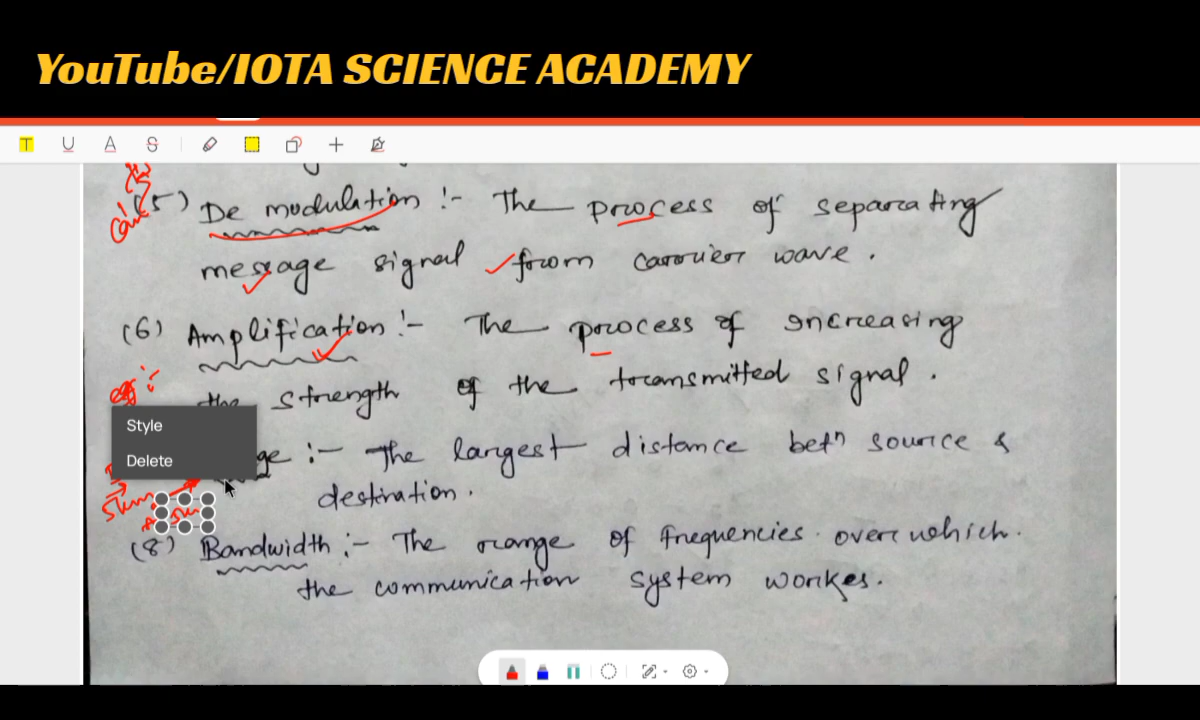 YouTube/IOTA SCIENCE ACADEMY
(5) De modulation :- The process of separating
message signal from carrier wave.
(6) Amplification :- The process of Increasing
eg :-
the strength of the transmitted signal.
Style
Delete
ge :- The largest distance betn source &
5km
destination.
(8) Bandwidth :- The range of frequencies over which
the communication system workes.